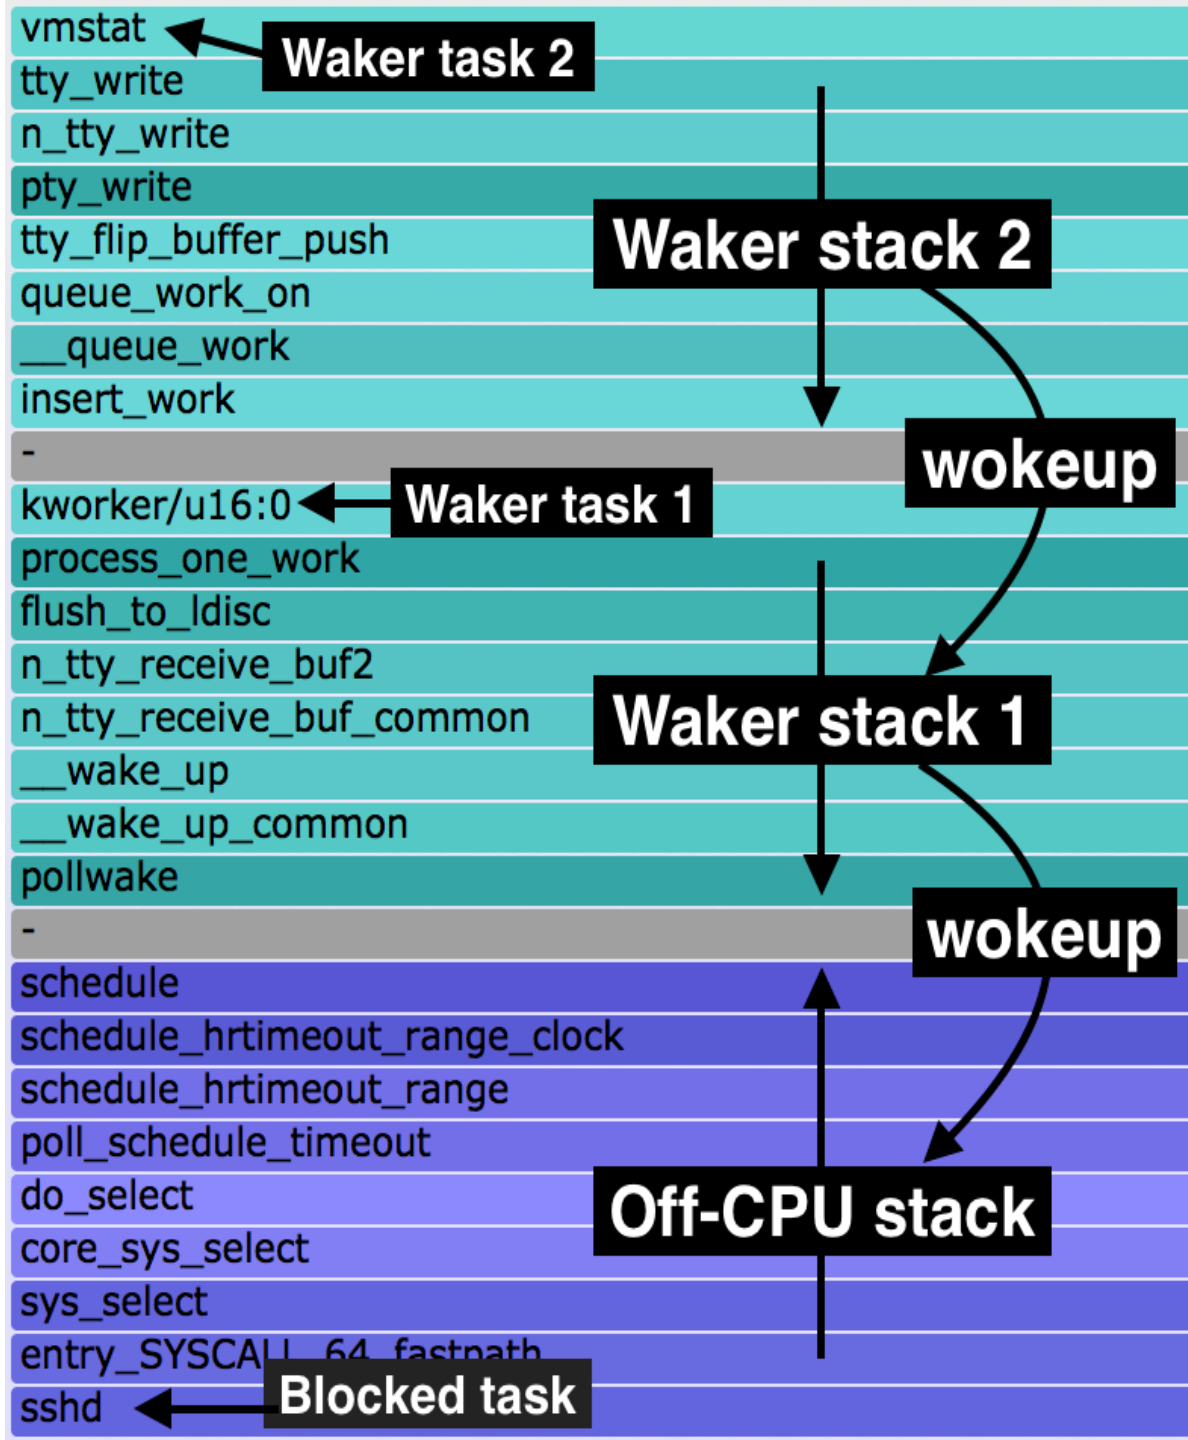 vmstat
Waker task 2
tty_write
n_tty_write
pty_write
Waker stack 2
tty_flip_buffer_push
queue_work_on
__queue_work
insert_work
-
wokeup
kworker/u16:0
Waker task 1
process_one_work
flush_to_ldisc
n_tty_receive_buf2
n_tty_receive_buf_common
Waker stack 1
__wake_up
__wake_up_common
pollwake
-
wokeup
schedule
schedule_hrtimeout_range_clock
schedule_hrtimeout_range
poll_schedule_timeout
do_select
Off-CPU stack
core_sys_select
sys_select
entry_SYSCALL_64_fastpath
Blocked task
sshd